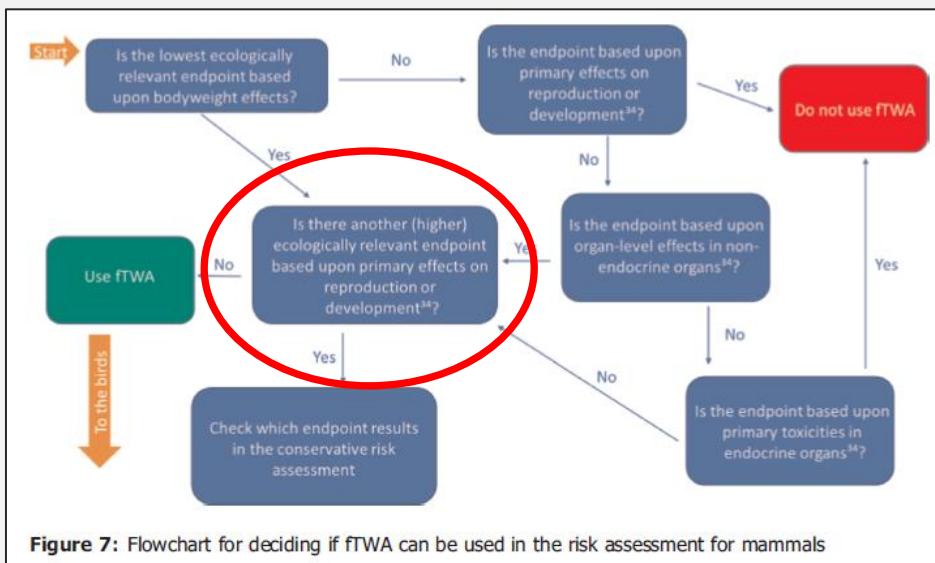 Start
Is the lowest ecologically
relevant endpoint based
upon bodyweight effects?
No
Is the endpoint based upon
primary effects on
reproduction or
development³⁴?
Yes
Do not use fTWA
Yes
No
Is there another (higher)
ecologically relevant endpoint
based upon primary effects on
reproduction or
development³⁴?
Yes
Is the endpoint based upon
organ-level effects in non-
endocrine organs³⁴?
Yes
Use fTWA
No
No
Yes
No
To the birds
Check which endpoint results
in the conservative risk
assessment
Is the endpoint based upon
primary toxicities in
endocrine organs³⁴?
Figure 7: Flowchart for deciding if fTWA can be used in the risk assessment for mammals